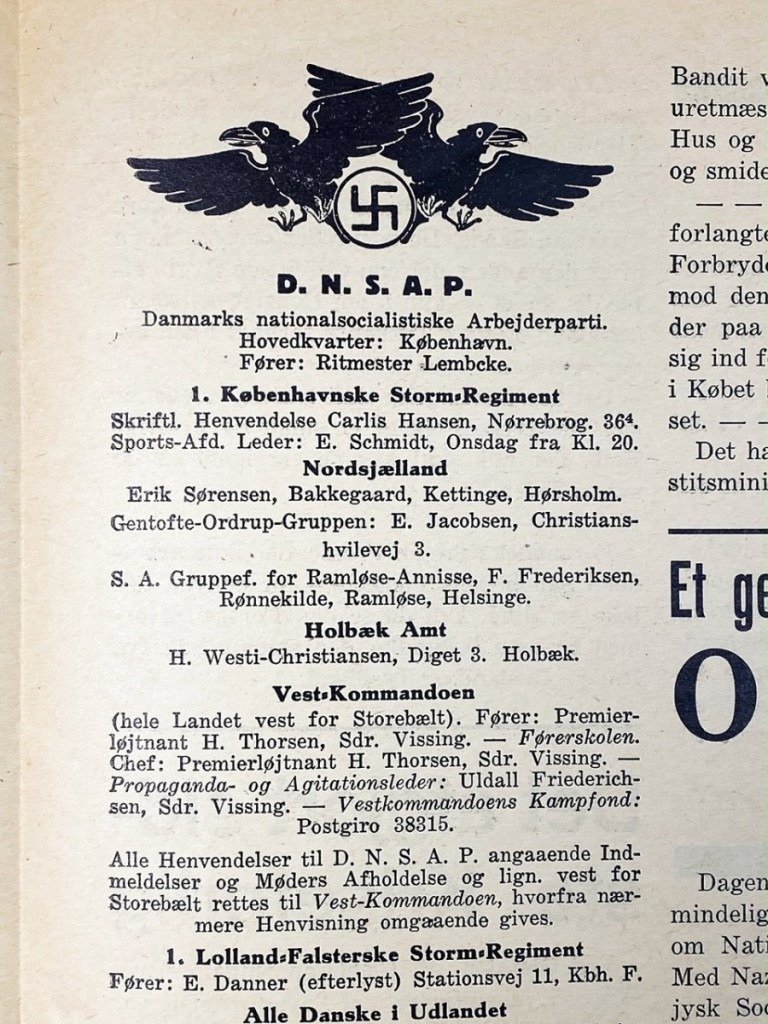 D. N. S. A. P.
Danmarks nationalsocialistiske Arbejderparti.
Hovedkvarter: København.
Fører: Ritmester Lembcke.
1. Københavnske Storm-Regiment
Skriftl. Henvendelse Carlis Hansen, Nørrebrog. 36⁴.
Sports-Afd. Leder: E. Schmidt, Onsdag fra Kl. 20.
Nordsjælland
Erik Sørensen, Bakkegaard, Kettinge, Hørsholm.
Gentofte-Ordrup-Gruppen: E. Jacobsen, Christians-
hvilevej 3.
S. A. Gruppef. for Ramløse-Annisse, F. Frederiksen,
Rønnekilde, Ramløse, Helsinge.
Holbæk Amt
H. Westi-Christiansen, Diget 3. Holbæk.
Vest-Kommandoen
(hele Landet vest for Storebælt). Fører: Premier-
løjtnant H. Thorsen, Sdr. Vissing. — Førerskolen.
Chef: Premierløjtnant H. Thorsen, Sdr. Vissing. —
Propaganda- og Agitationsleder: Uldall Friederich-
sen, Sdr. Vissing. — Vestkommandoens Kampfond:
Postgiro 38315.
Alle Henvendelser til D. N. S. A. P. angaaende Ind-
meldelser og Møders Afholdelse og lign. vest for
Storebælt rettes til Vest-Kommandoen, hvorfra nær-
mere Henvisning omgaaende gives.
1. Lolland-Falsterske Storm-Regiment
Fører: E. Danner (efterlyst) Stationsvej 11, Kbh. F.
Alle Danske i Udlandet
Bandit
uretmæs
Hus og
og smide
— —
forlangte
Forbryde
mod den
der paa
sig ind f
i Købet
set. — —
Det ha
stitsmini
Et ge
O
Dagen
mindelig
om Nati
Med Naz
jysk Soc